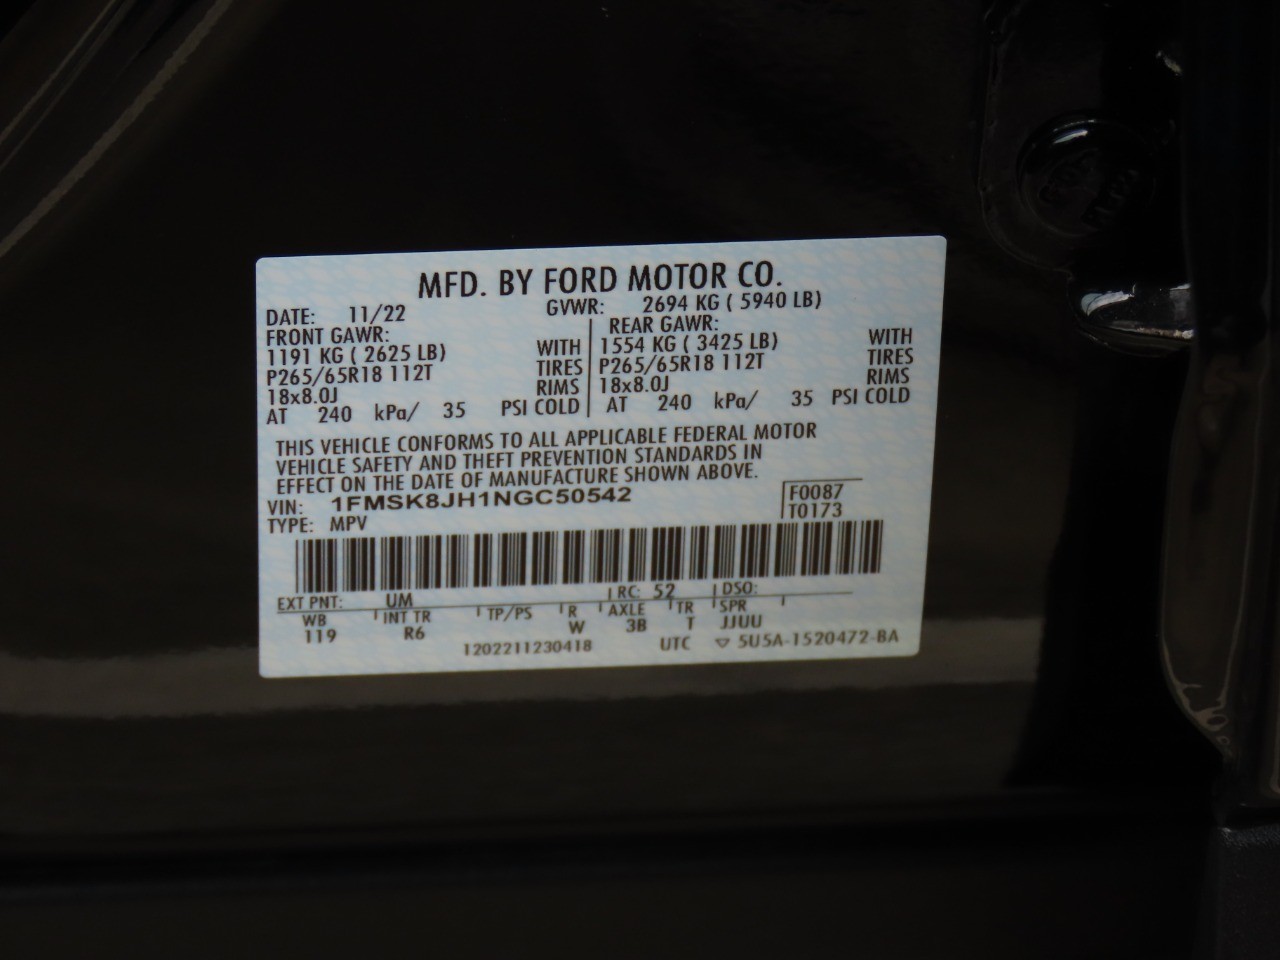 MFD. BY FORD MOTOR CO.
DATE: 11/22 GVWR: 2694 KG ( 5940 LB)
FRONT GAWR: REAR GAWR:
1191 KG ( 2625 LB) WITH 1554 KG ( 3425 LB) WITH
P265/65R18 112T TIRES P265/65R18 112T TIRES
18x8.0J RIMS 18x8.0J RIMS
AT 240 kPa/ 35 PSI COLD AT 240 kPa/ 35 PSI COLD
THIS VEHICLE CONFORMS TO ALL APPLICABLE FEDERAL MOTOR
VEHICLE SAFETY AND THEFT PREVENTION STANDARDS IN
EFFECT ON THE DATE OF MANUFACTURE SHOWN ABOVE.
VIN: 1FMSK8JH1NGC50542 F0087
TYPE: MPV T0173
EXT PNT: UM RC: 52 DSO:
WB INT TR TP/PS R AXLE TR SPR
119 R6 W 3B T JJUU
1202211230418 UTC 5U5A-1520472-BA